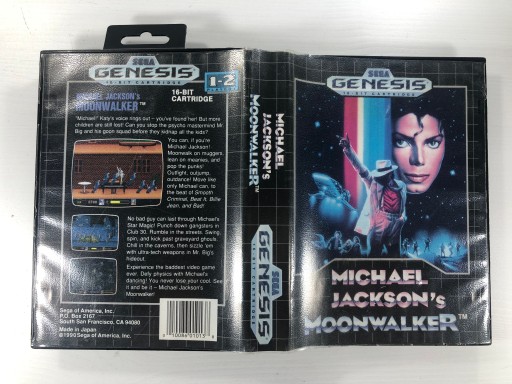 SEGA
GENESIS
16-BIT CARTRIDGE
1-2
16-BIT
CARTRIDGE
MICHAEL JACKSON'S
MOONWALKER™
"Michael!" Katy's voice rings out – you've found her! But more
children are still lost! Can you stop the psycho mastermind Mr.
Big and his goon squad before they kidnap all the kids?
You can, if you're
Michael Jackson!
Moonwalk on muggers,
lean on meanies, and
pop the punks!
Outfight, outjump,
outdance! Move like
only Michael can, to
the beat of Smooth
Criminal, Beat It, Billie
Jean, and Bad!
No bad guy can last through Michael's
Star Magic! Punch down gangsters in
Club 30. Rumble in the streets. Swing,
spin, and kick past graveyard ghouls.
Chill in the caverns, then sizzle 'em
with ultra-tech weapons in Mr. Big's
hideout.
Experience the baddest video game
ever. Defy physics with Michael's
dancing! You never lose your cool. See
it and be it – Michael Jackson's
Moonwalker!
Sega of America, Inc.
P.O. Box 2167
South San Francisco, CA 94080
Made in Japan
©1990 Sega of America, Inc.
MICHAEL
JACKSON'S
MOONWALKER™
SEGA
GENESIS
SEGA
GENESIS
16-BIT CARTRIDGE
MICHAEL
JACKSON'S
MOONWALKER™